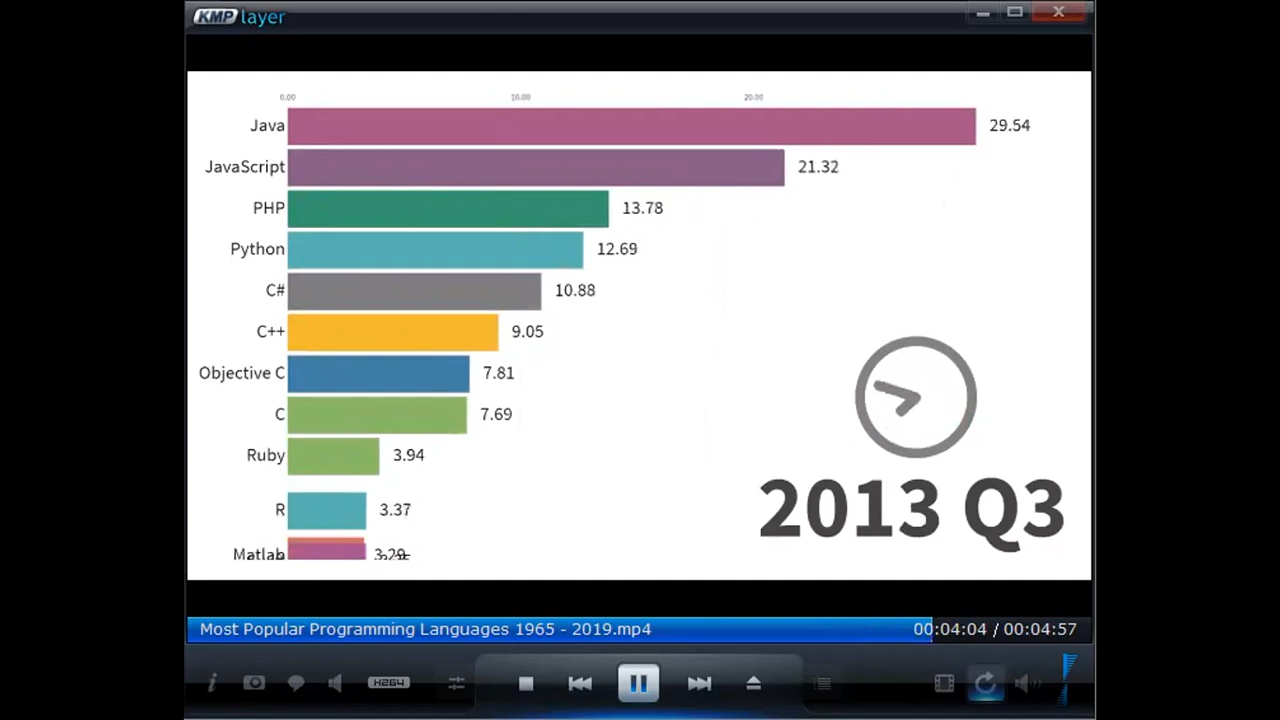 KMP layer
0.00 10.00 20.00
Java 29.54
JavaScript 21.32
PHP 13.78
Python 12.69
C# 10.88
C++ 9.05
Objective C 7.81
C 7.69
Ruby 3.94
R 3.37
Matlab
2013 Q3
Most Popular Programming Languages 1965 - 2019.mp4 00:04:04 / 00:04:57
i H264